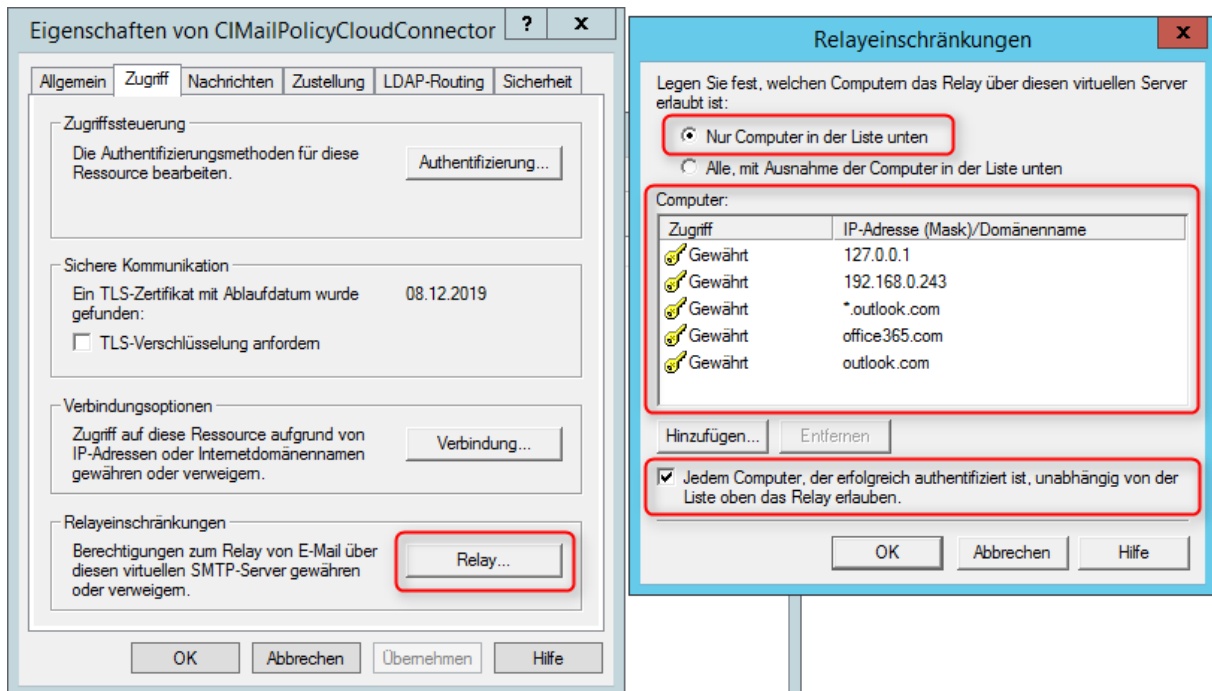 Eigenschaften von CIMailPolicyCloudConnector
?
x
Allgemein
Zugriff
Nachrichten
Zustellung
LDAP-Routing
Sicherheit
Zugriffssteuerung
Die Authentifizierungsmethoden für diese
Ressource bearbeiten.
Authentifizierung...
Sichere Kommunikation
Ein TLS-Zertifikat mit Ablaufdatum wurde
gefunden:
08.12.2019
TLS-Verschlüsselung anfordern
Verbindungsoptionen
Zugriff auf diese Ressource aufgrund von
IP-Adressen oder Internetdomänennamen
gewähren oder verweigern.
Verbindung...
Relayeinschränkungen
Berechtigungen zum Relay von E-Mail über
diesen virtuellen SMTP-Server gewähren
oder verweigern.
Relay...
OK
Abbrechen
Übernehmen
Hilfe
Relayeinschränkungen
x
Legen Sie fest, welchen Computern das Relay über diesen virtuellen Server
erlaubt ist:
Nur Computer in der Liste unten
Alle, mit Ausnahme der Computer in der Liste unten
Computer:
Zugriff IP-Adresse (Mask)/Domänenname
Gewährt 127.0.0.1
Gewährt 192.168.0.243
Gewährt *.outlook.com
Gewährt office365.com
Gewährt outlook.com
Hinzufügen...
Entfernen
Jedem Computer, der erfolgreich authentifiziert ist, unabhängig von der
Liste oben das Relay erlauben.
OK
Abbrechen
Hilfe